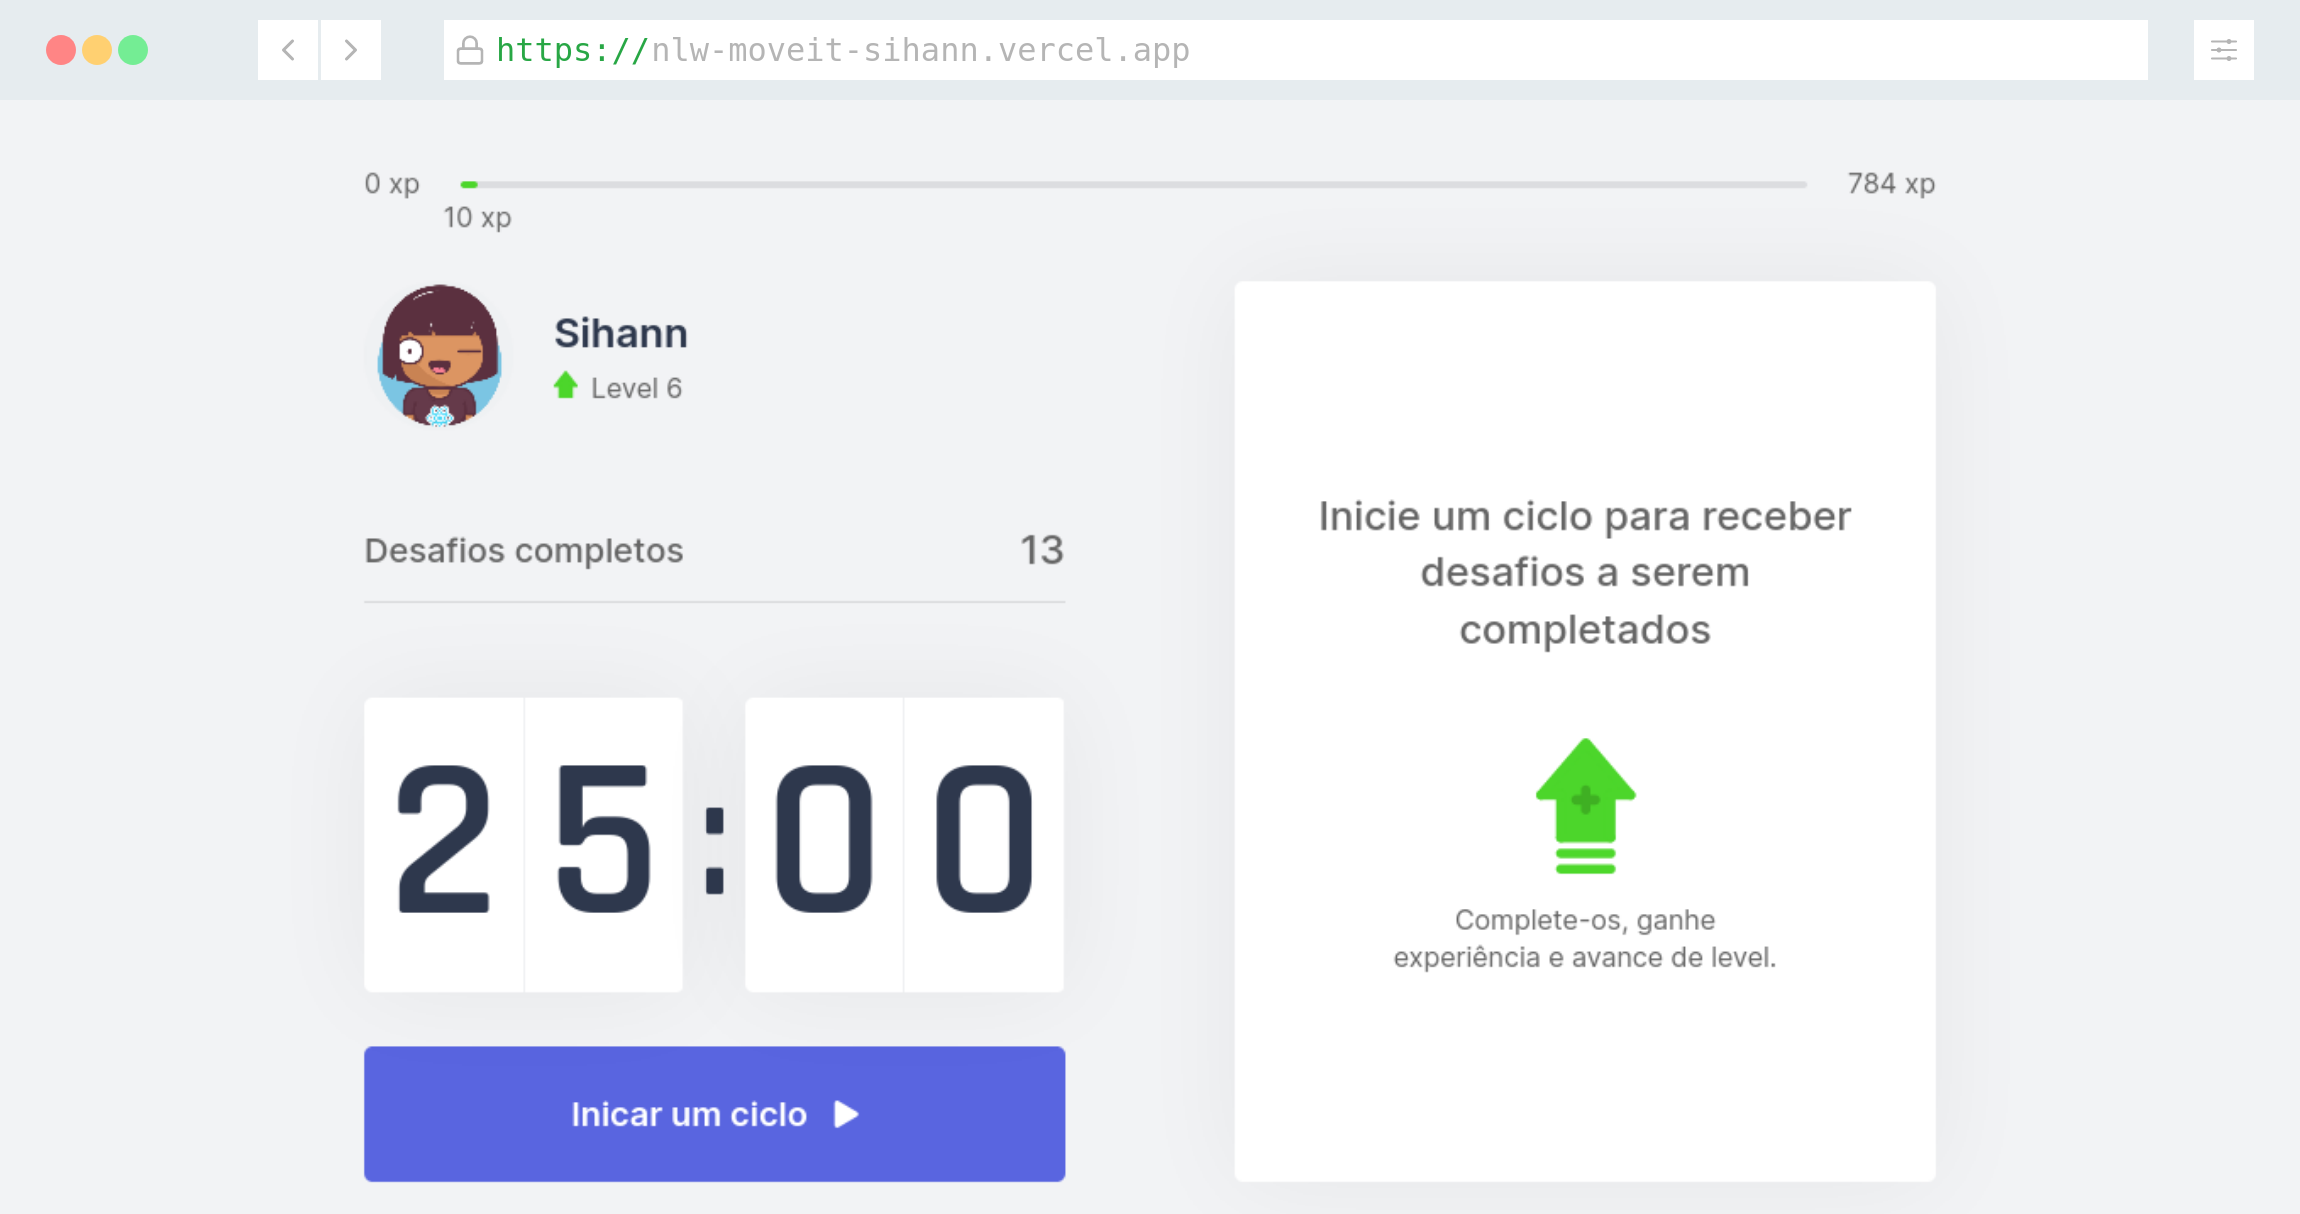 https://nlw-moveit-sihann.vercel.app
0 xp
10 xp
784 xp
Sihann
Level 6
Desafios completos 13
25:00
Inicar um ciclo
Inicie um ciclo para receber
desafios a serem
completados
Complete-os, ganhe
experiência e avance de level.